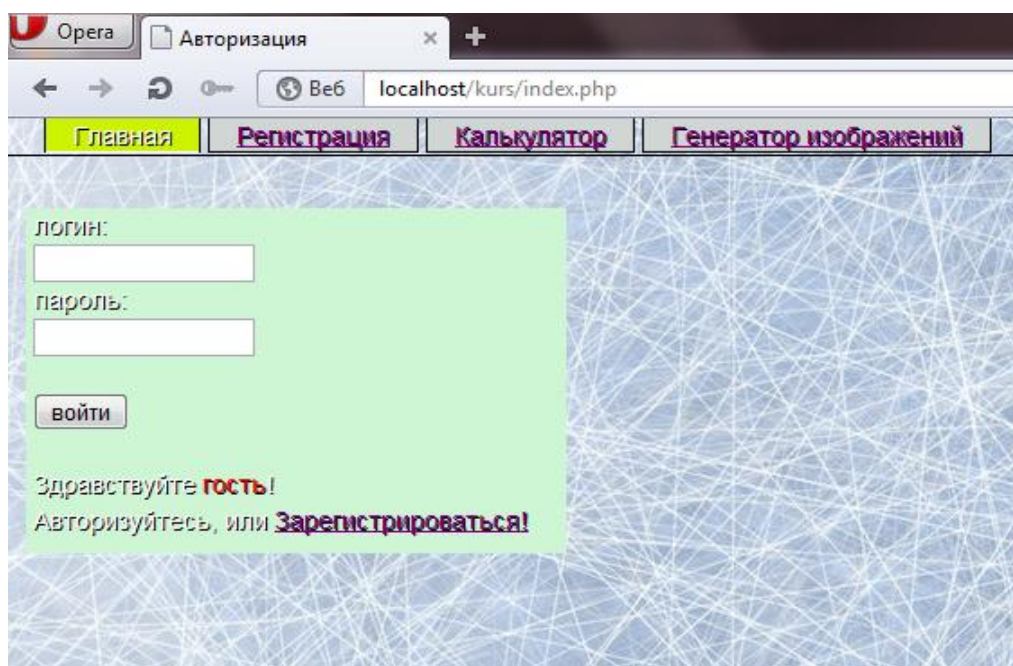 Opera
Авторизация
Веб localhost/kurs/index.php
Главная Регистрация Калькулятор Генератор изображений
логин:
пароль:
войти
Здравствуйте гость!
Авторизуйтесь, или Зарегистрироваться!